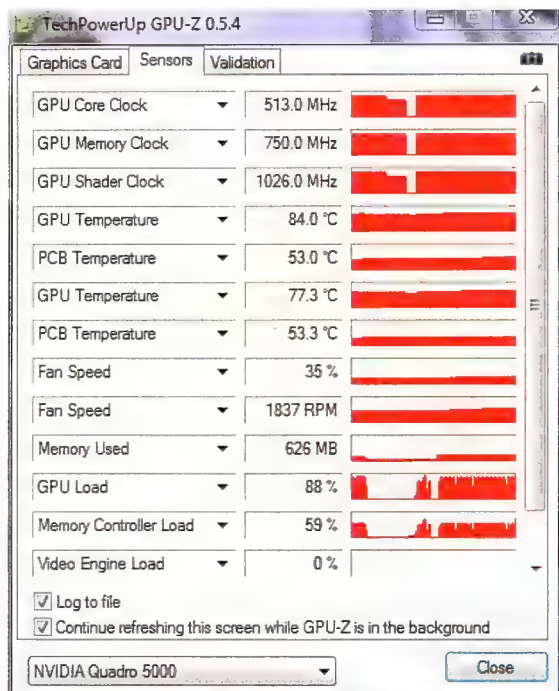 TechPowerUp GPU-Z 0.5.4
Graphics Card Sensors Validation
GPU Core Clock 513.0 MHz
GPU Memory Clock 750.0 MHz
GPU Shader Clock 1026.0 MHz
GPU Temperature 84.0 °C
PCB Temperature 53.0 °C
GPU Temperature 77.3 °C
PCB Temperature 53.3 °C
Fan Speed 35 %
Fan Speed 1837 RPM
Memory Used 626 MB
GPU Load 88 %
Memory Controller Load 59 %
Video Engine Load 0 %
Log to file
Continue refreshing this screen while GPU-Z is in the background
NVIDIA Quadro 5000 Close